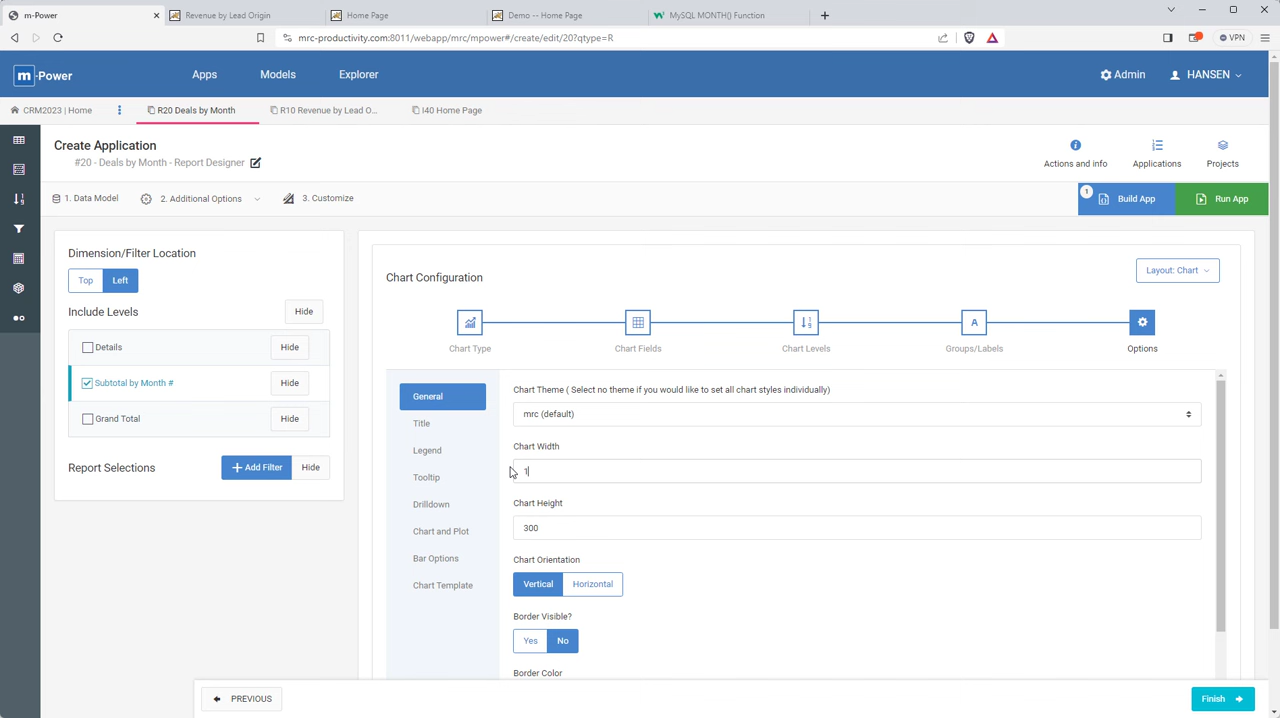 m-Power
Revenue by Lead Origin
Home Page
Demo -- Home Page
MySQL MONTH() Function
mrc-productivity.com:8011/webapp/mrc/mpower#/create/edit/20?qtype=R
VPN
m-Power
Apps
Models
Explorer
Admin
HANSEN
CRM2023 | Home
R20 Deals by Month
R10 Revenue by Lead O...
I40 Home Page
Create Application
#20 - Deals by Month - Report Designer
Actions and info
Applications
Projects
1. Data Model
2. Additional Options
3. Customize
1
Build App
Run App
Dimension/Filter Location
Top
Left
Include Levels
Hide
Details
Hide
Subtotal by Month #
Hide
Grand Total
Hide
Report Selections
+ Add Filter
Hide
Chart Configuration
Layout: Chart
A
Chart Type
Chart Fields
Chart Levels
Groups/Labels
Options
General
Title
Legend
Tooltip
Drilldown
Chart and Plot
Bar Options
Chart Template
Chart Theme ( Select no theme if you would like to set all chart styles individually)
mrc (default)
Chart Width
1
Chart Height
300
Chart Orientation
Vertical
Horizontal
Border Visible?
Yes
No
Border Color
PREVIOUS
Finish